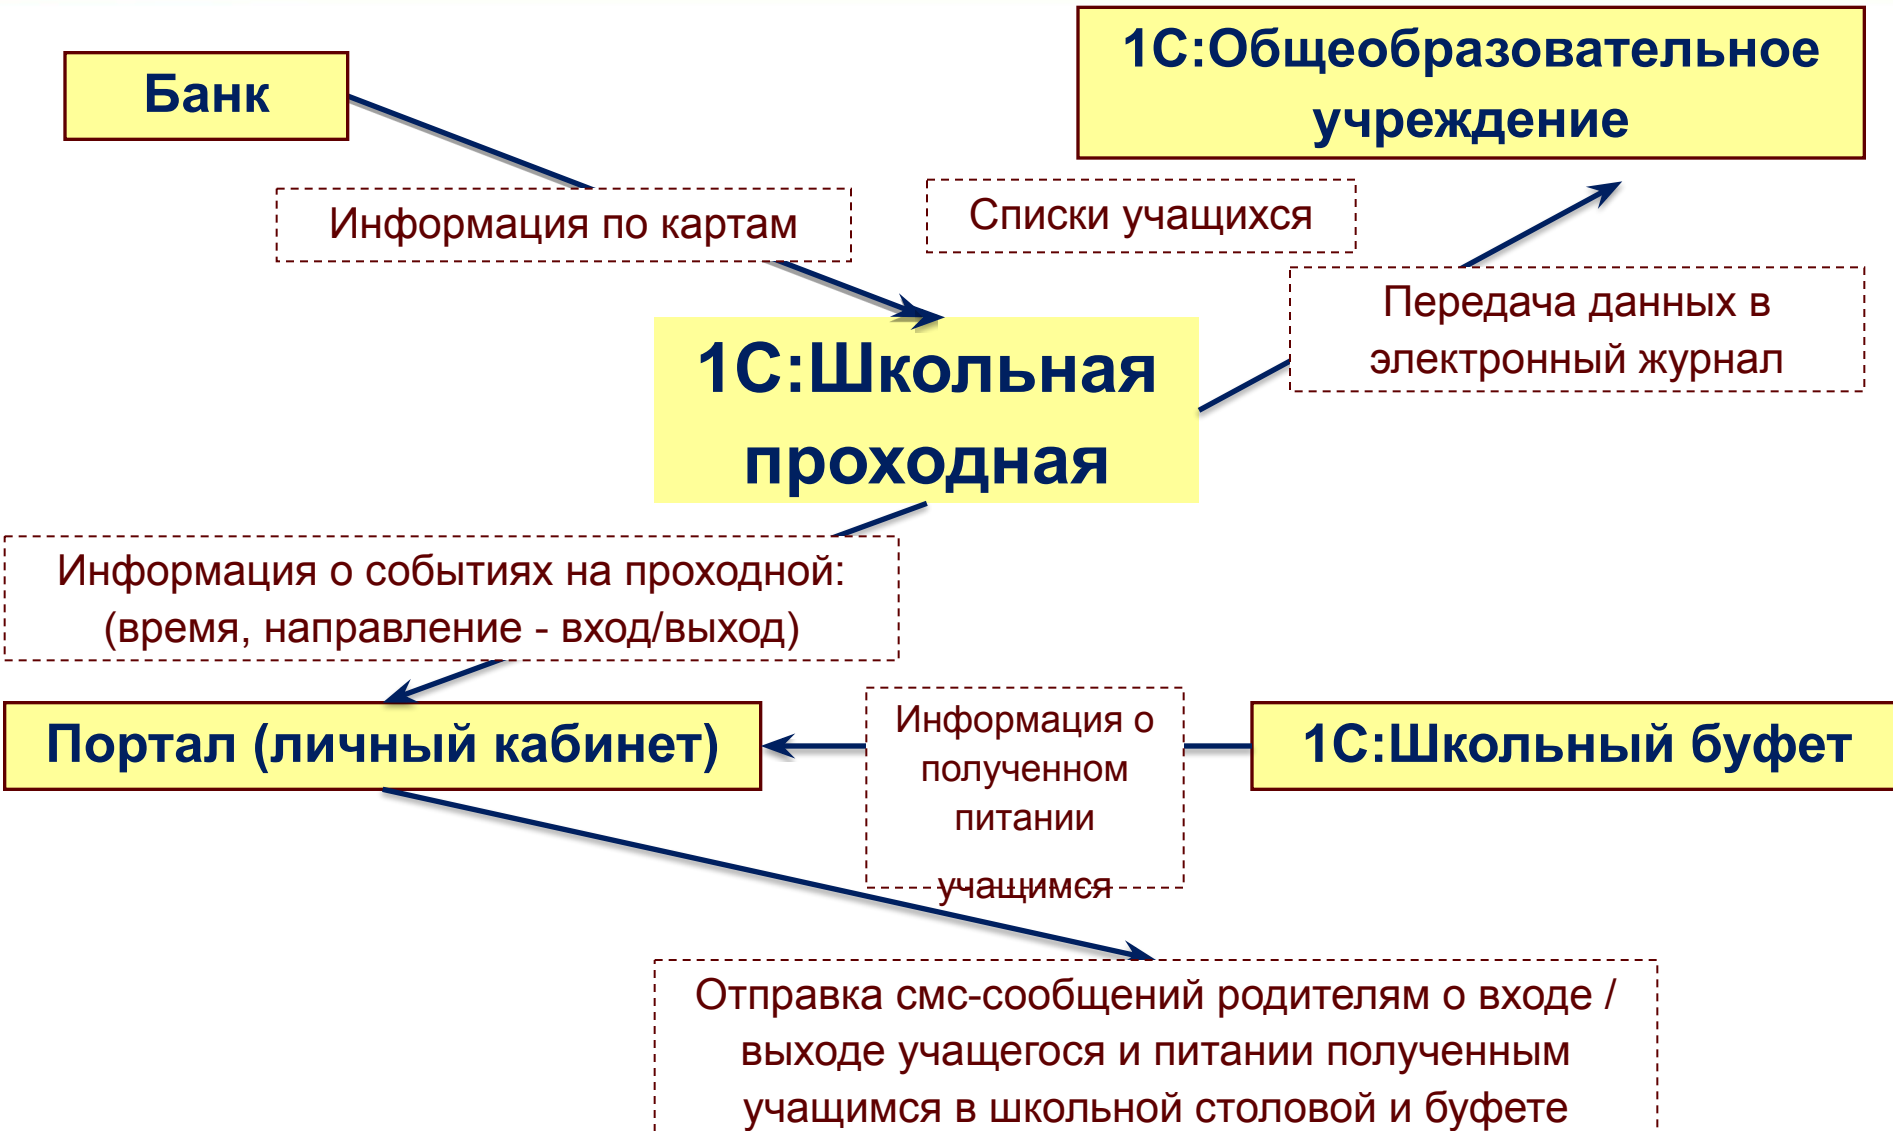 Банк
1С:Общеобразовательное
учреждение
Информация по картам
Списки учащихся
Передача данных в
электронный журнал
1С:Школьная
проходная
Информация о событиях на проходной:
(время, направление - вход/выход)
Портал (личный кабинет)
Информация о
полученном
питании
учащимся
1С:Школьный буфет
Отправка смс-сообщений родителям о входе /
выходе учащегося и питании полученным
учащимся в школьной столовой и буфете